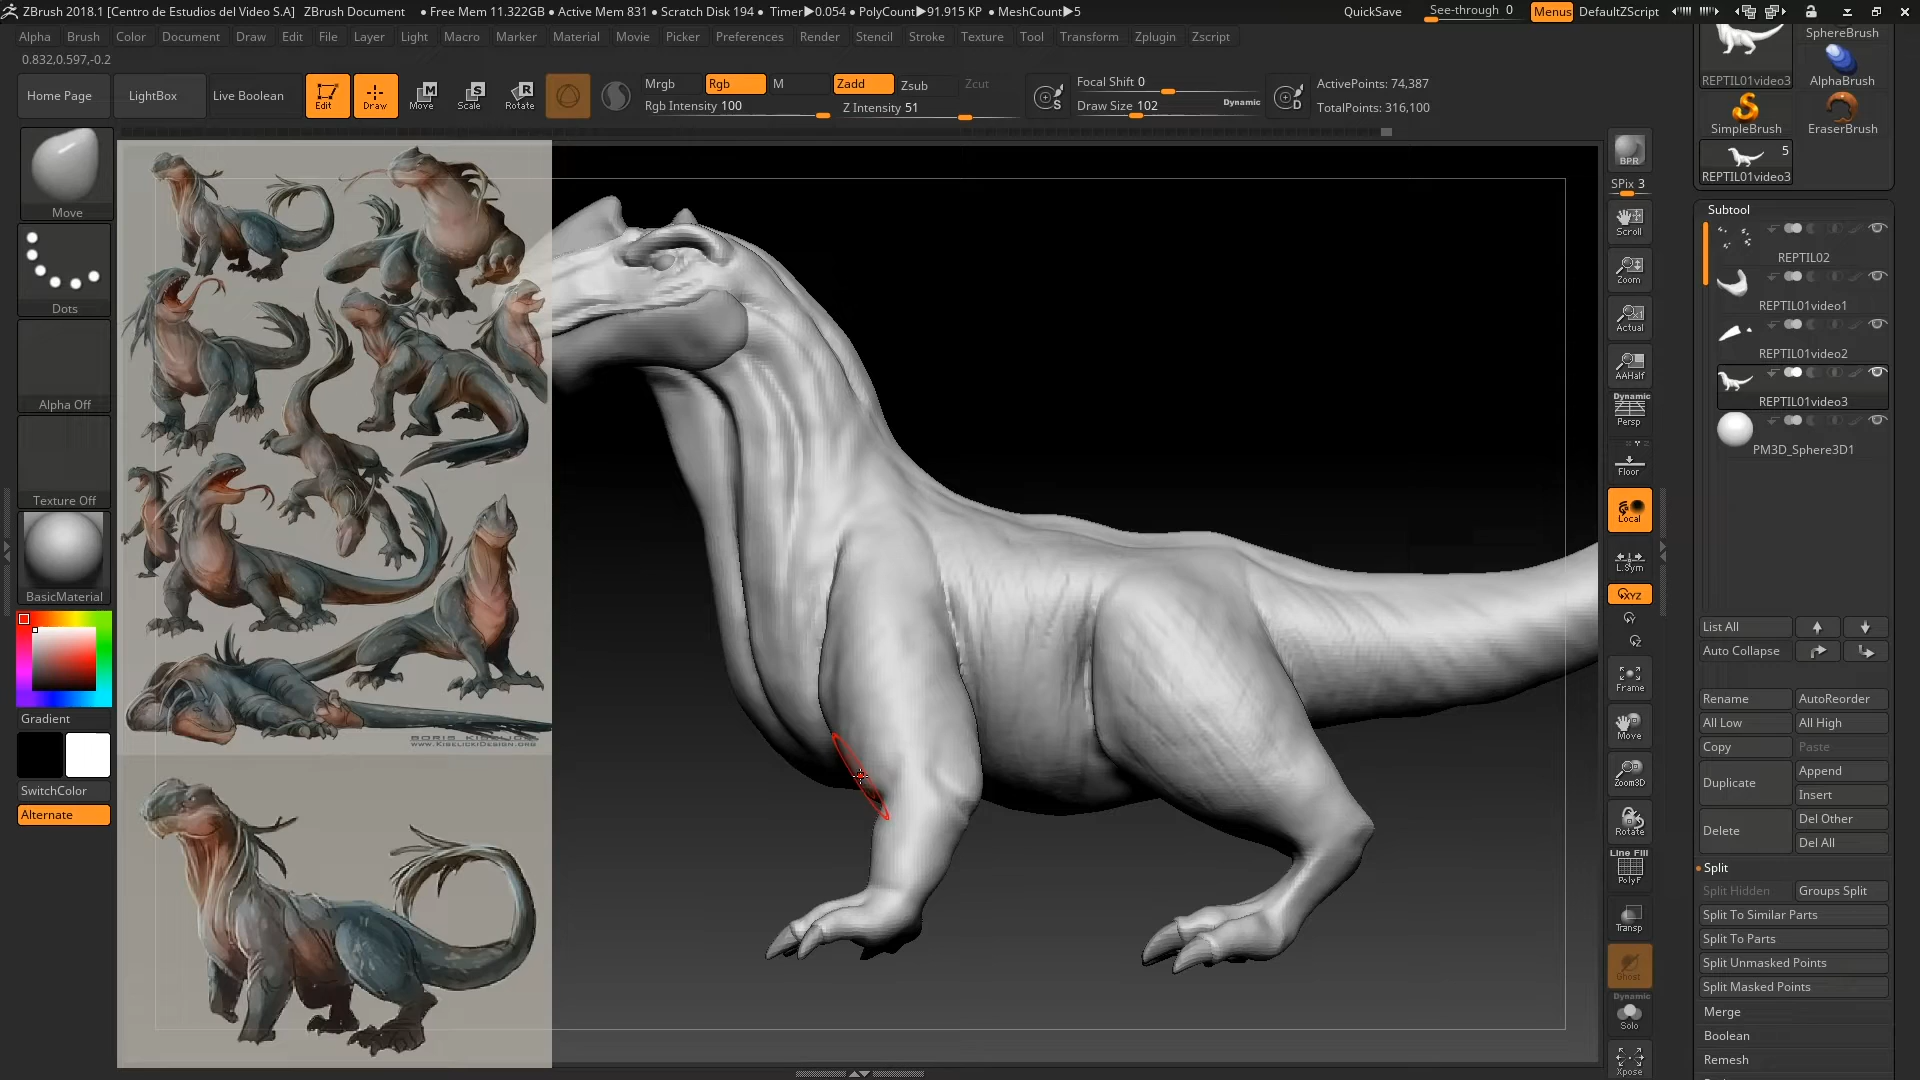 ZBrush 2018.1 [Centro de Estudios del Video S.A] ZBrush Document • Free Mem 11.322GB • Active Mem 831 • Scratch Disk 194 • Timer▶0.054 • PolyCount▶91.915 KP • MeshCount▶5 QuickSave See-through 0 Menus DefaultZScript
Alpha Brush Color Document Draw Edit File Layer Light Macro Marker Material Movie Picker Preferences Render Stencil Stroke Texture Tool Transform Zplugin Zscript
0.832,0.597,-0.2
Home Page LightBox Live Boolean Edit Draw Move Scale Rotate
Mrgb Rgb M Zadd Zsub Zcut
Rgb Intensity 100 Z Intensity 51
Focal Shift 0
Draw Size 102 Dynamic
S D
ActivePoints: 74,387
TotalPoints: 316,100
Move
Dots
Alpha Off
Texture Off
BasicMaterial
Gradient
SwitchColor
Alternate
BORIS KISELICKI
www.KiselickiDesign.org
BPR
SPix 3
Scroll
Zoom
Actual
AAHalf
Dynamic
Persp
Floor
Local
L.Sym
XYZ
Y
Z
Frame
Move
Zoom3D
Rotate
Line Fill
PolyF
Transp
Ghost
Dynamic
Solo
Xpose
REPTIL01video3 SphereBrush
AlphaBrush
SimpleBrush EraserBrush
5
REPTIL01video3
Subtool
REPTIL02
REPTIL01video1
REPTIL01video2
REPTIL01video3
PM3D_Sphere3D1
List All
Auto Collapse
Rename AutoReorder
All Low All High
Copy Paste
Duplicate Append
Insert
Delete Del Other
Del All
Split
Split Hidden Groups Split
Split To Similar Parts
Split To Parts
Split Unmasked Points
Split Masked Points
Merge
Boolean
Remesh